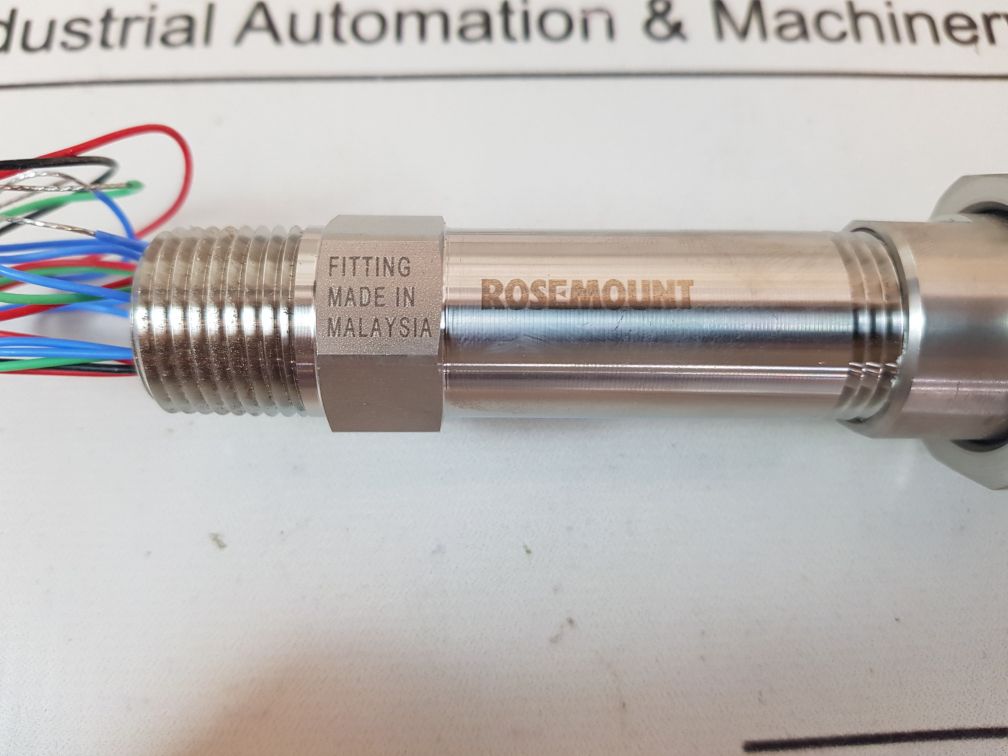 dustrial Automation & Machiner
FITTING
MADE IN
MALAYSIA
ROSEMOUNT